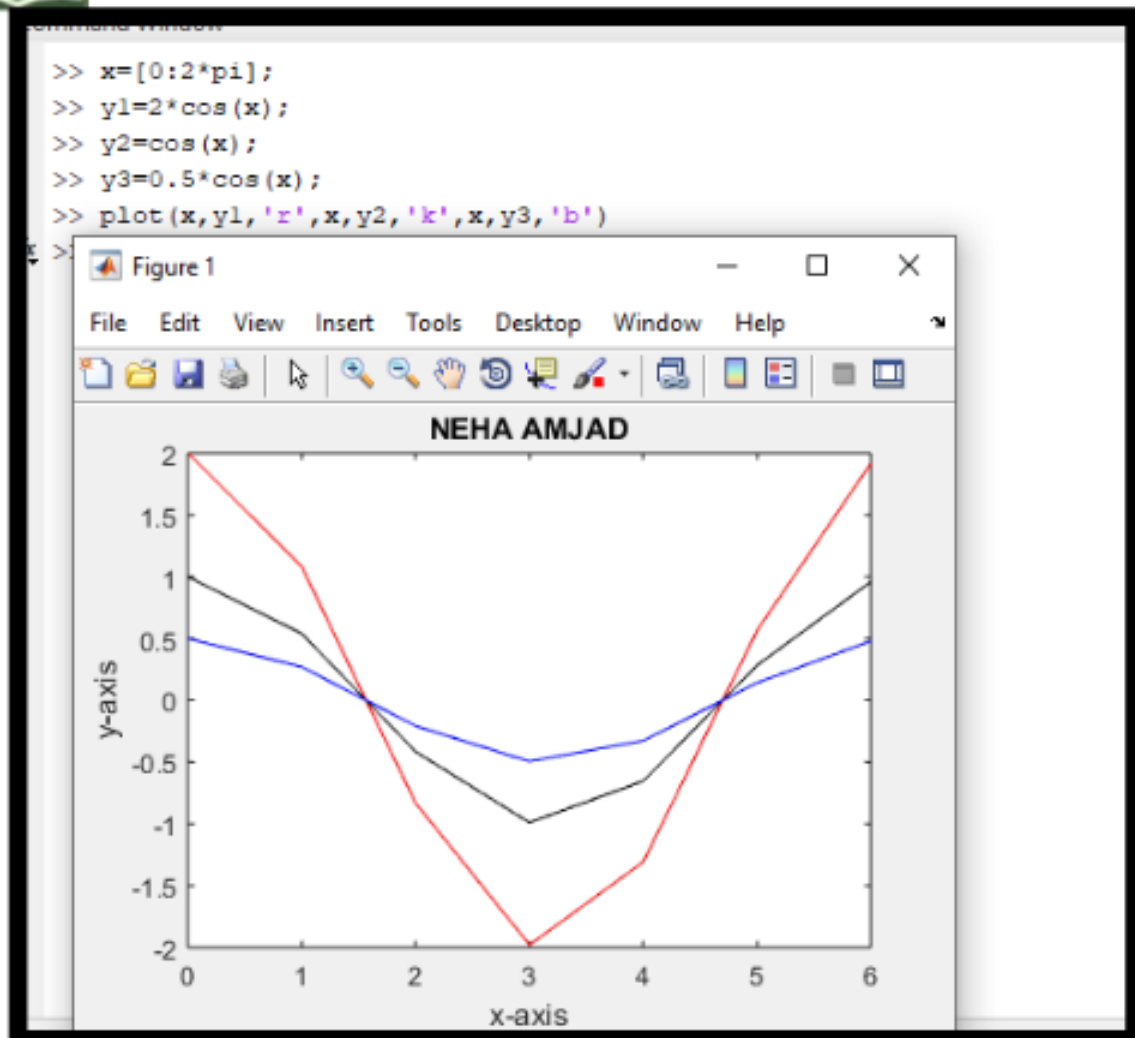 Command Window
>> x=[0:2*pi];
>> y1=2*cos(x);
>> y2=cos(x);
>> y3=0.5*cos(x);
>> plot(x,y1,'r',x,y2,'k',x,y3,'b')
Figure 1
File Edit View Insert Tools Desktop Window Help
NEHA AMJAD
2
1.5
1
0.5
0
-0.5
-1
-1.5
-2
y-axis
0 1 2 3 4 5 6
x-axis